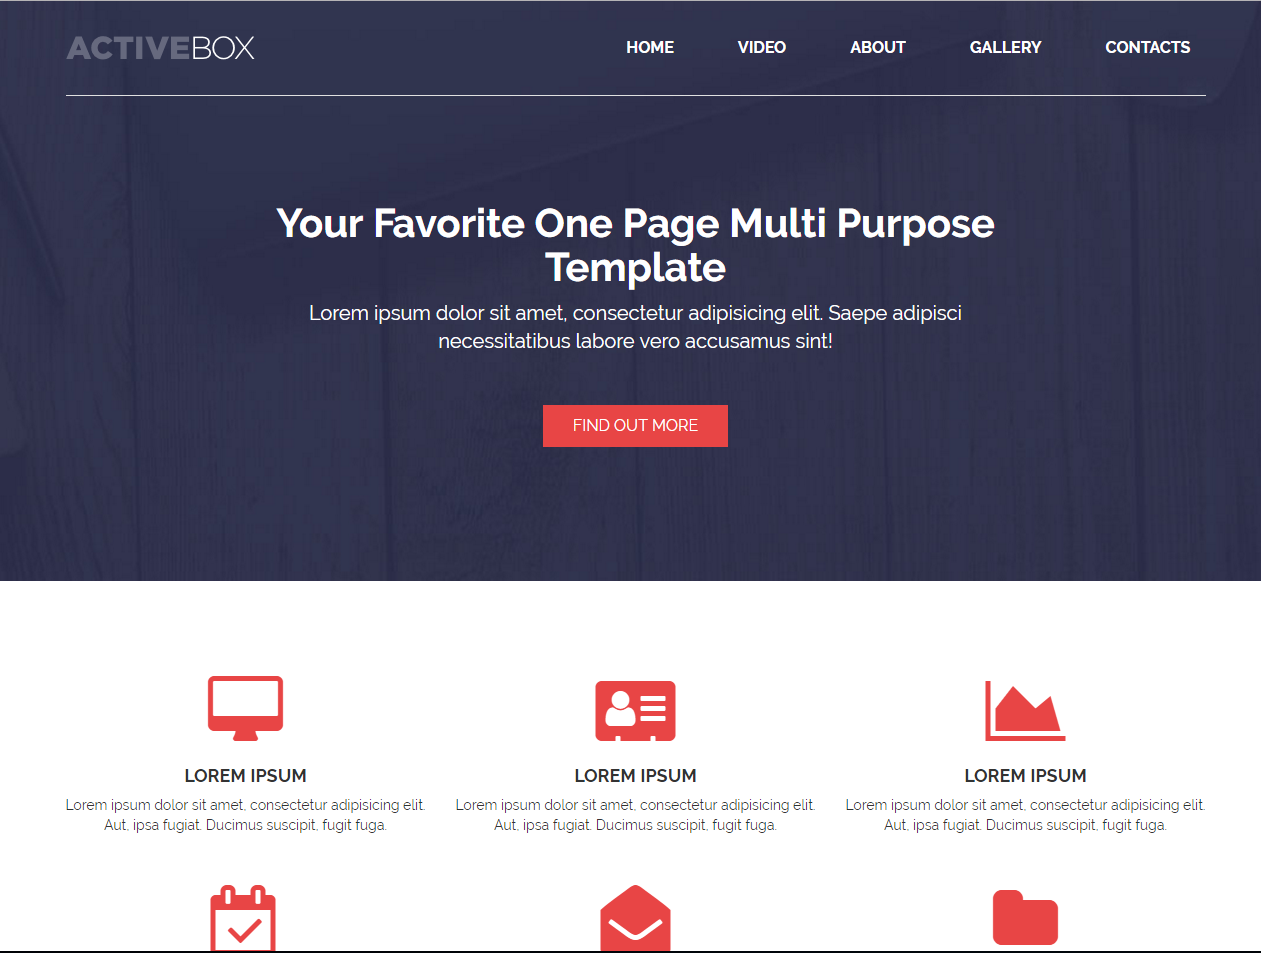 ACTIVEBOX
HOME VIDEO ABOUT GALLERY CONTACTS
Your Favorite One Page Multi Purpose
Template
Lorem ipsum dolor sit amet, consectetur adipisicing elit. Saepe adipisci
necessitatibus labore vero accusamus sint!
FIND OUT MORE
LOREM IPSUM
Lorem ipsum dolor sit amet, consectetur adipisicing elit.
Aut, ipsa fugiat. Ducimus suscipit, fugit fuga.
LOREM IPSUM
Lorem ipsum dolor sit amet, consectetur adipisicing elit.
Aut, ipsa fugiat. Ducimus suscipit, fugit fuga.
LOREM IPSUM
Lorem ipsum dolor sit amet, consectetur adipisicing elit.
Aut, ipsa fugiat. Ducimus suscipit, fugit fuga.